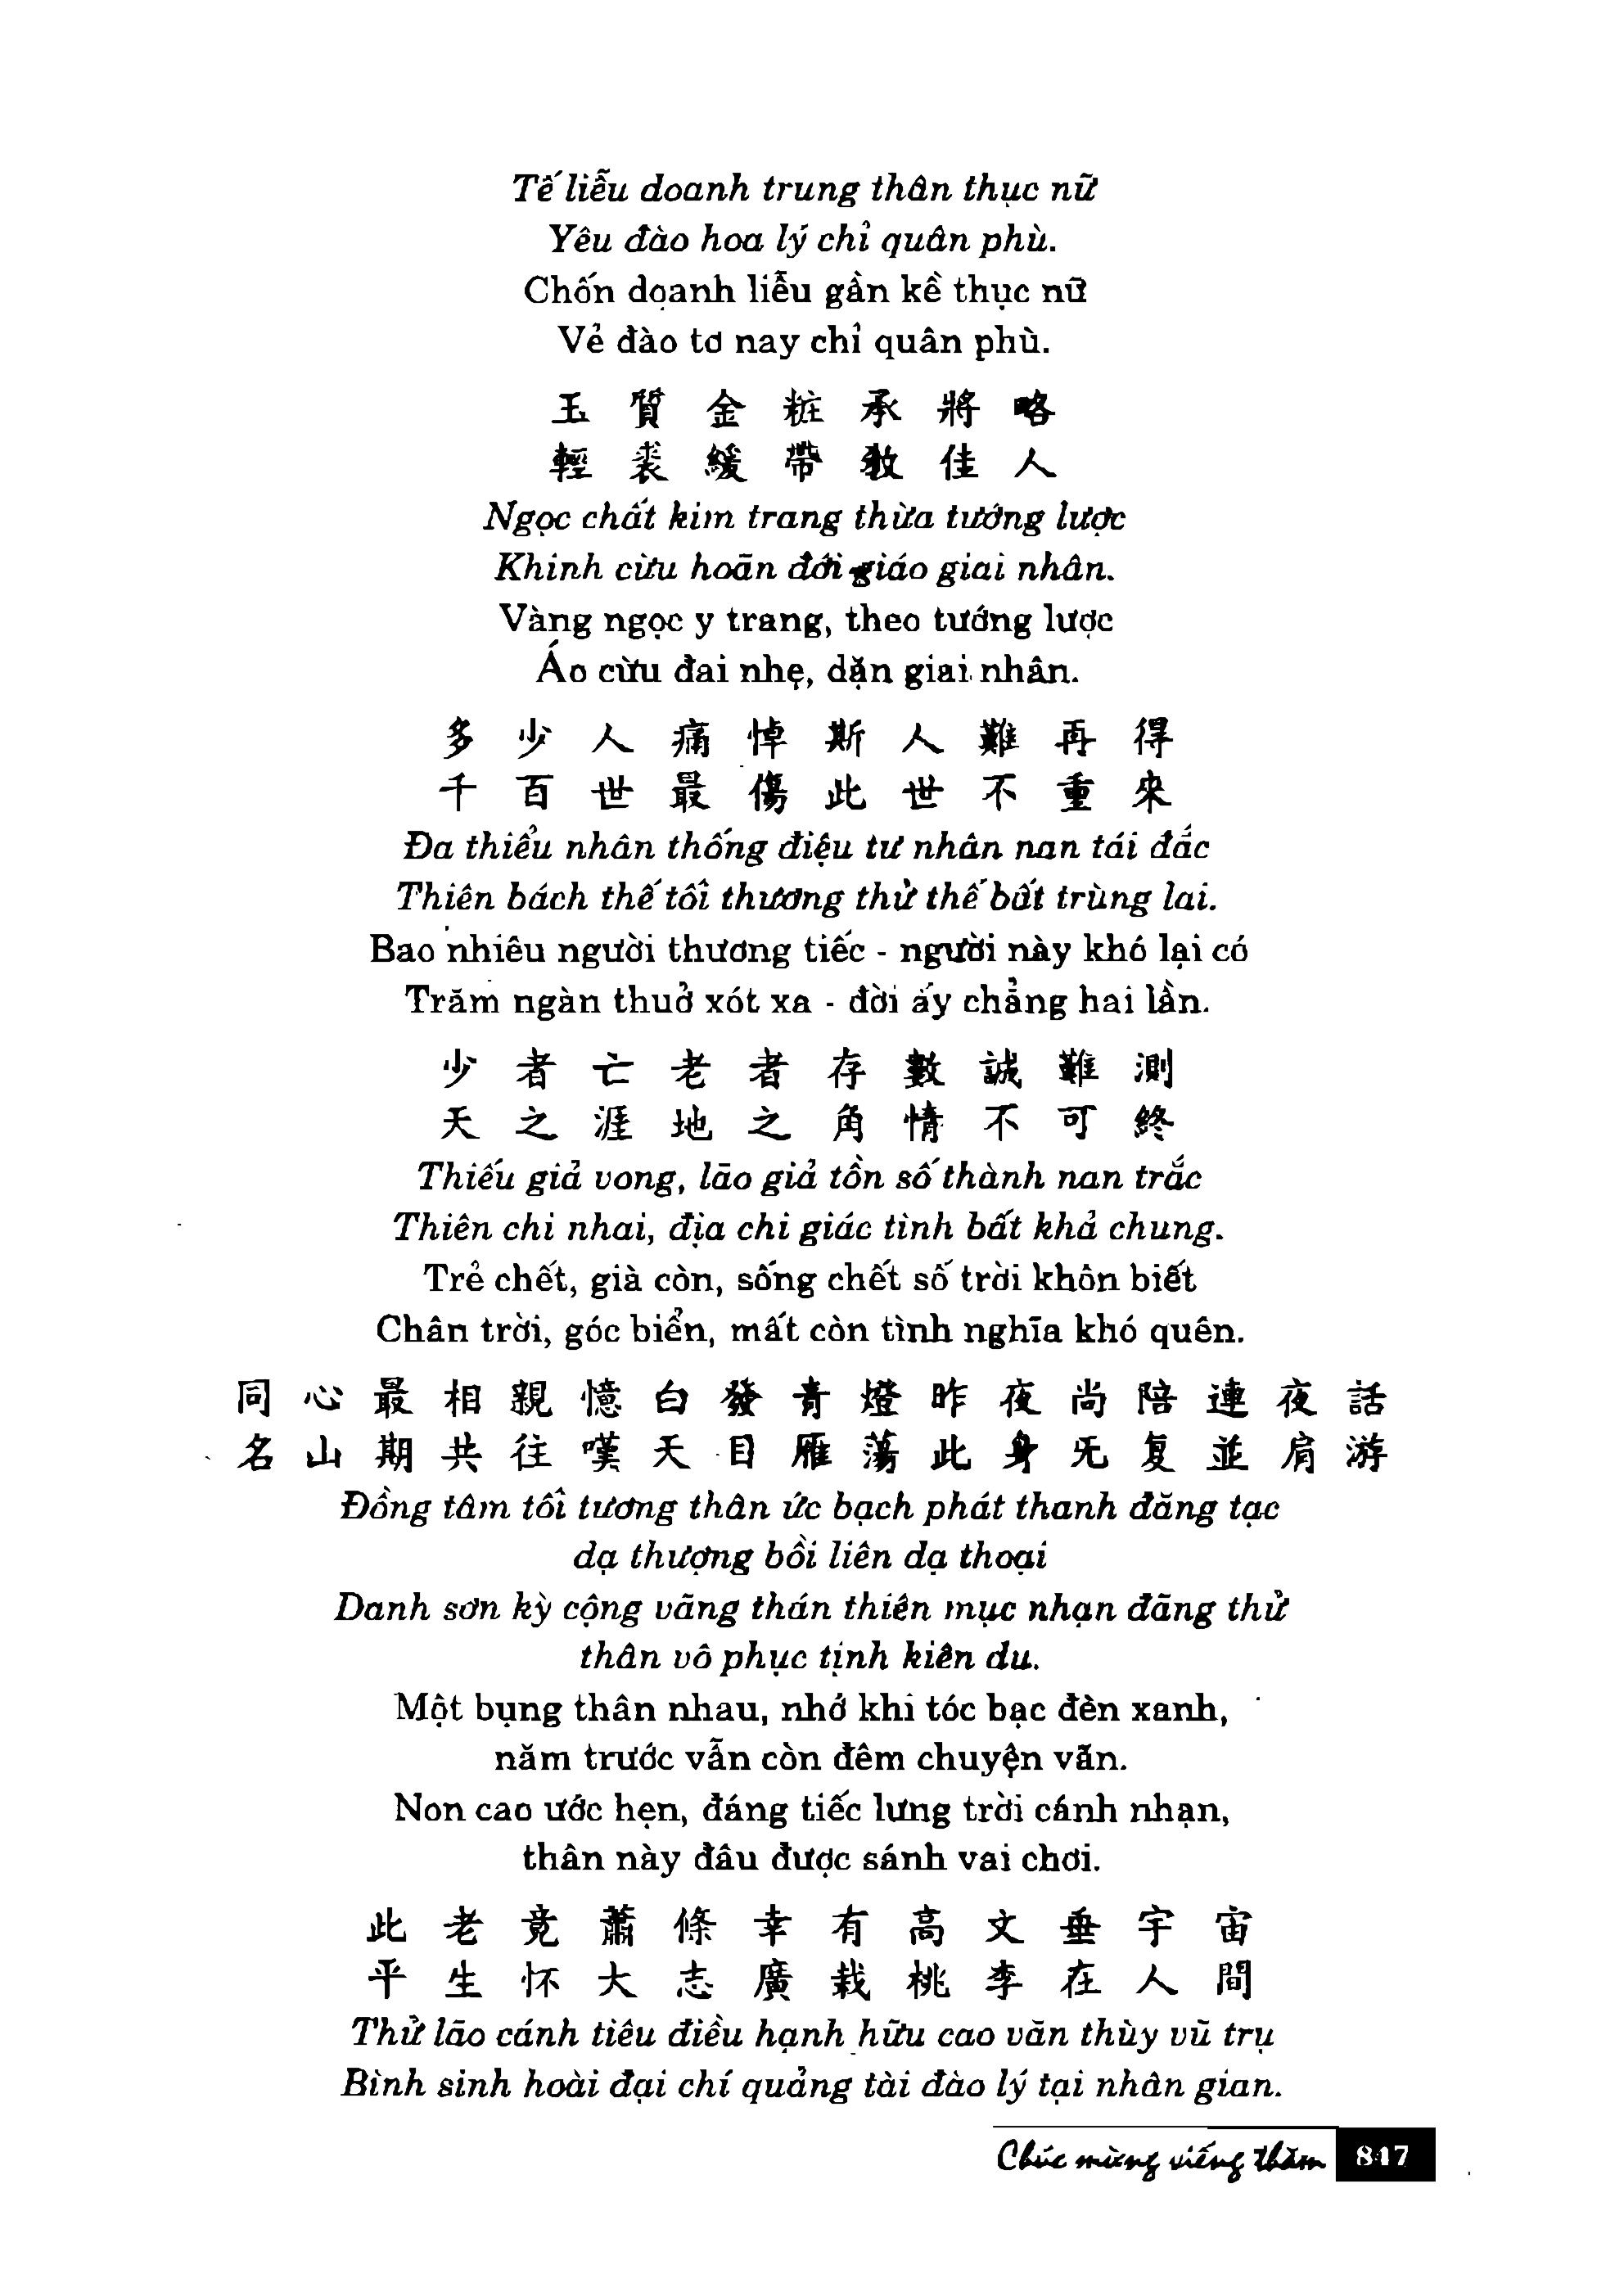 Tế liễu doanh trung thân thục nữ
Yêu đào hoa lý chỉ quân phù.
Chốn doanh liễu gần kề thục nữ
Vẻ đào tơ nay chỉ quân phù.
玉質金粧承將略
輕裘緩帶教佳人
Ngọc chất kim trang thừa tướng lược
Khinh cừu hoãn đới giáo giai nhân.
Vàng ngọc y trang, theo tướng lược
Áo cừu đai nhẹ, dặn giai nhân.
多少人痛悼斯人難再得
千百世最傷此世不重來
Đa thiểu nhân thống điệu tư nhân nan tái đắc
Thiên bách thế tối thương thử thế bất trùng lai.
Bao nhiêu người thương tiếc - người này khó lại có
Trăm ngàn thuở xót xa - đời ấy chẳng hai lần.
少者亡老者存數誠難測
天之涯地之角情不可終
Thiếu giả vong, lão giả tồn số thành nan trắc
Thiên chi nhai, địa chi giác tình bất khả chung.
Trẻ chết, già còn, sống chết số trời khôn biết
Chân trời, góc biển, mất còn tình nghĩa khó quên.
同心最相親憶白發青燈昨夜尚陪連夜話
名山期共往嘆天目雁蕩此身旡复並肩游
Đồng tâm tối tương thân ức bạch phát thanh đăng tạc
dạ thượng bồi liên dạ thoại
Danh sơn kỳ cộng vãng thán thiên mục nhạn đãng thử
thân vô phục tịnh kiên du.
Một bụng thân nhau, nhớ khi tóc bạc đèn xanh,
năm trước vẫn còn đêm chuyện vãn.
Non cao ước hẹn, đáng tiếc lưng trời cánh nhạn,
thân này đâu được sánh vai chơi.
此老竟蕭條幸有高文垂宇宙
平生怀大志廣栽桃李在人間
Thử lão cánh tiêu điều hạnh hữu cao văn thùy vũ trụ
Bình sinh hoài đại chí quảng tài đào lý tại nhân gian.
Chúc mừng viếng thăm 847